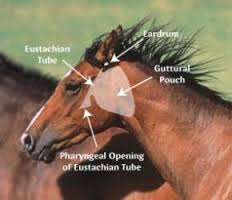 Eardrum
Eustachian
Tube
Guttural
Pouch
Pharyngeal Opening
of Eustachian Tube